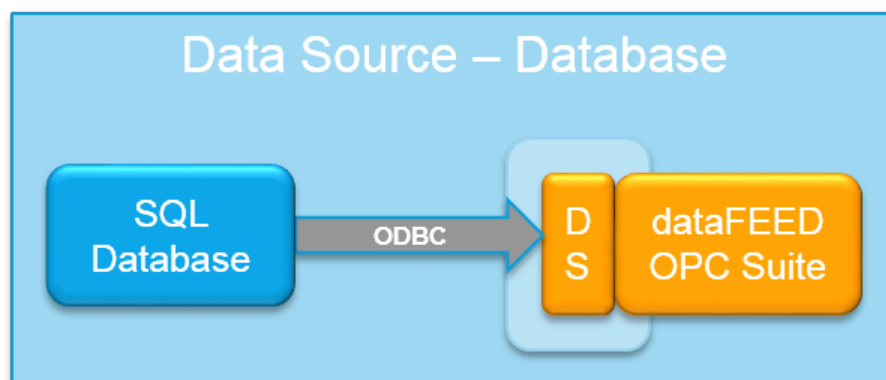 Data Source – Database
SQL
Database
ODBC
D
S
dataFEED
OPC Suite